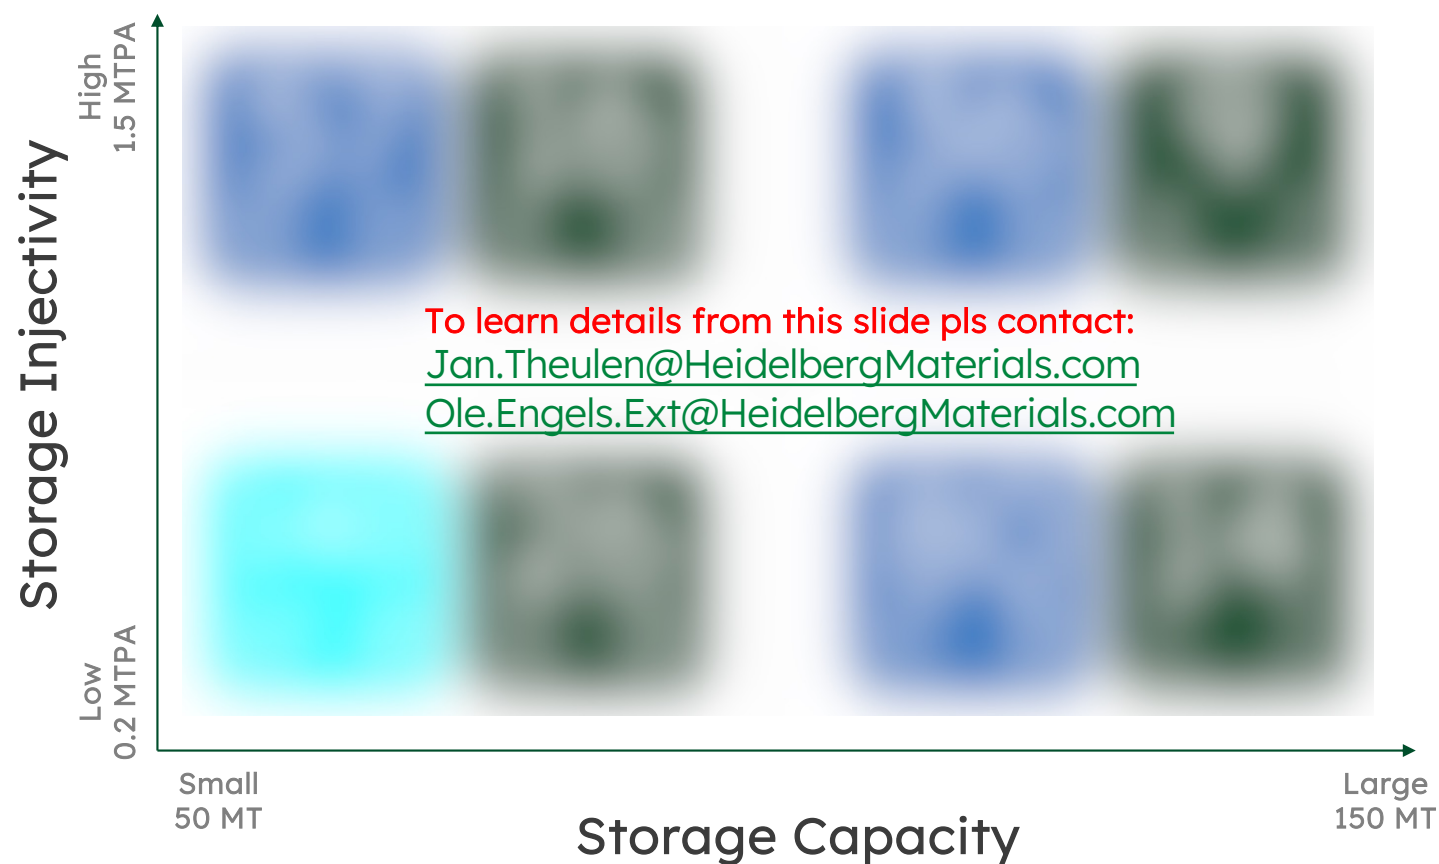 Storage Injectivity
High
1.5 MTPA
To learn details from this slide pls contact:
Jan.Theulen@HeidelbergMaterials.com
Ole.Engels.Ext@HeidelbergMaterials.com
Low
0.2 MTPA
Small
50 MT
Large
150 MT
Storage Capacity